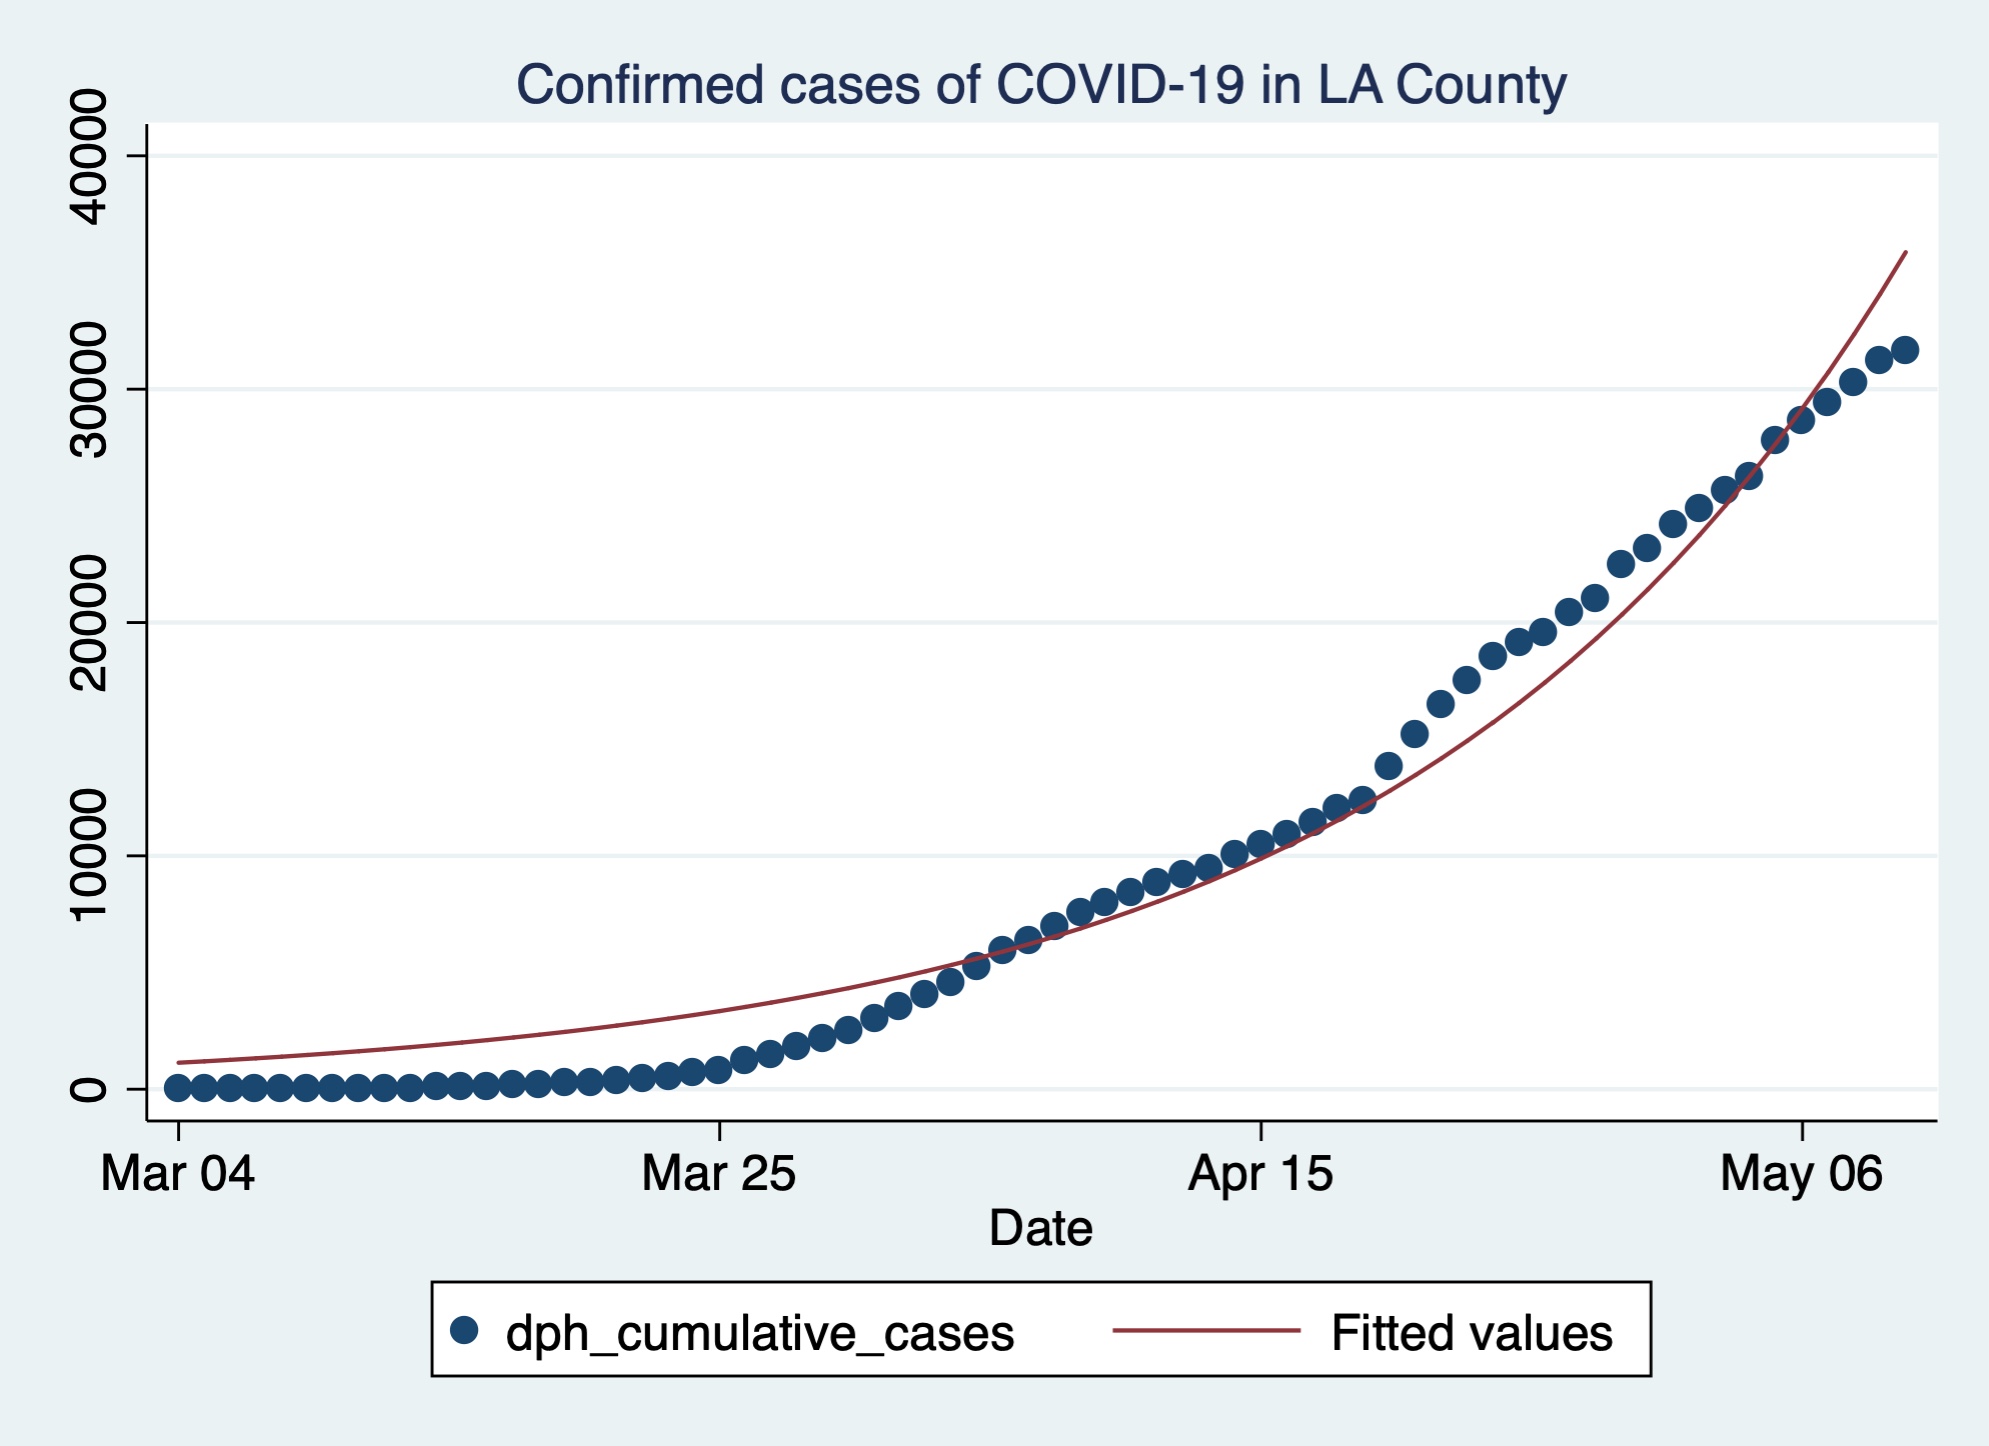 Confirmed cases of COVID-19 in LA County
40000
30000
20000
10000
0
Mar 04 Mar 25 Apr 15 May 06
Date
dph_cumulative_cases Fitted values